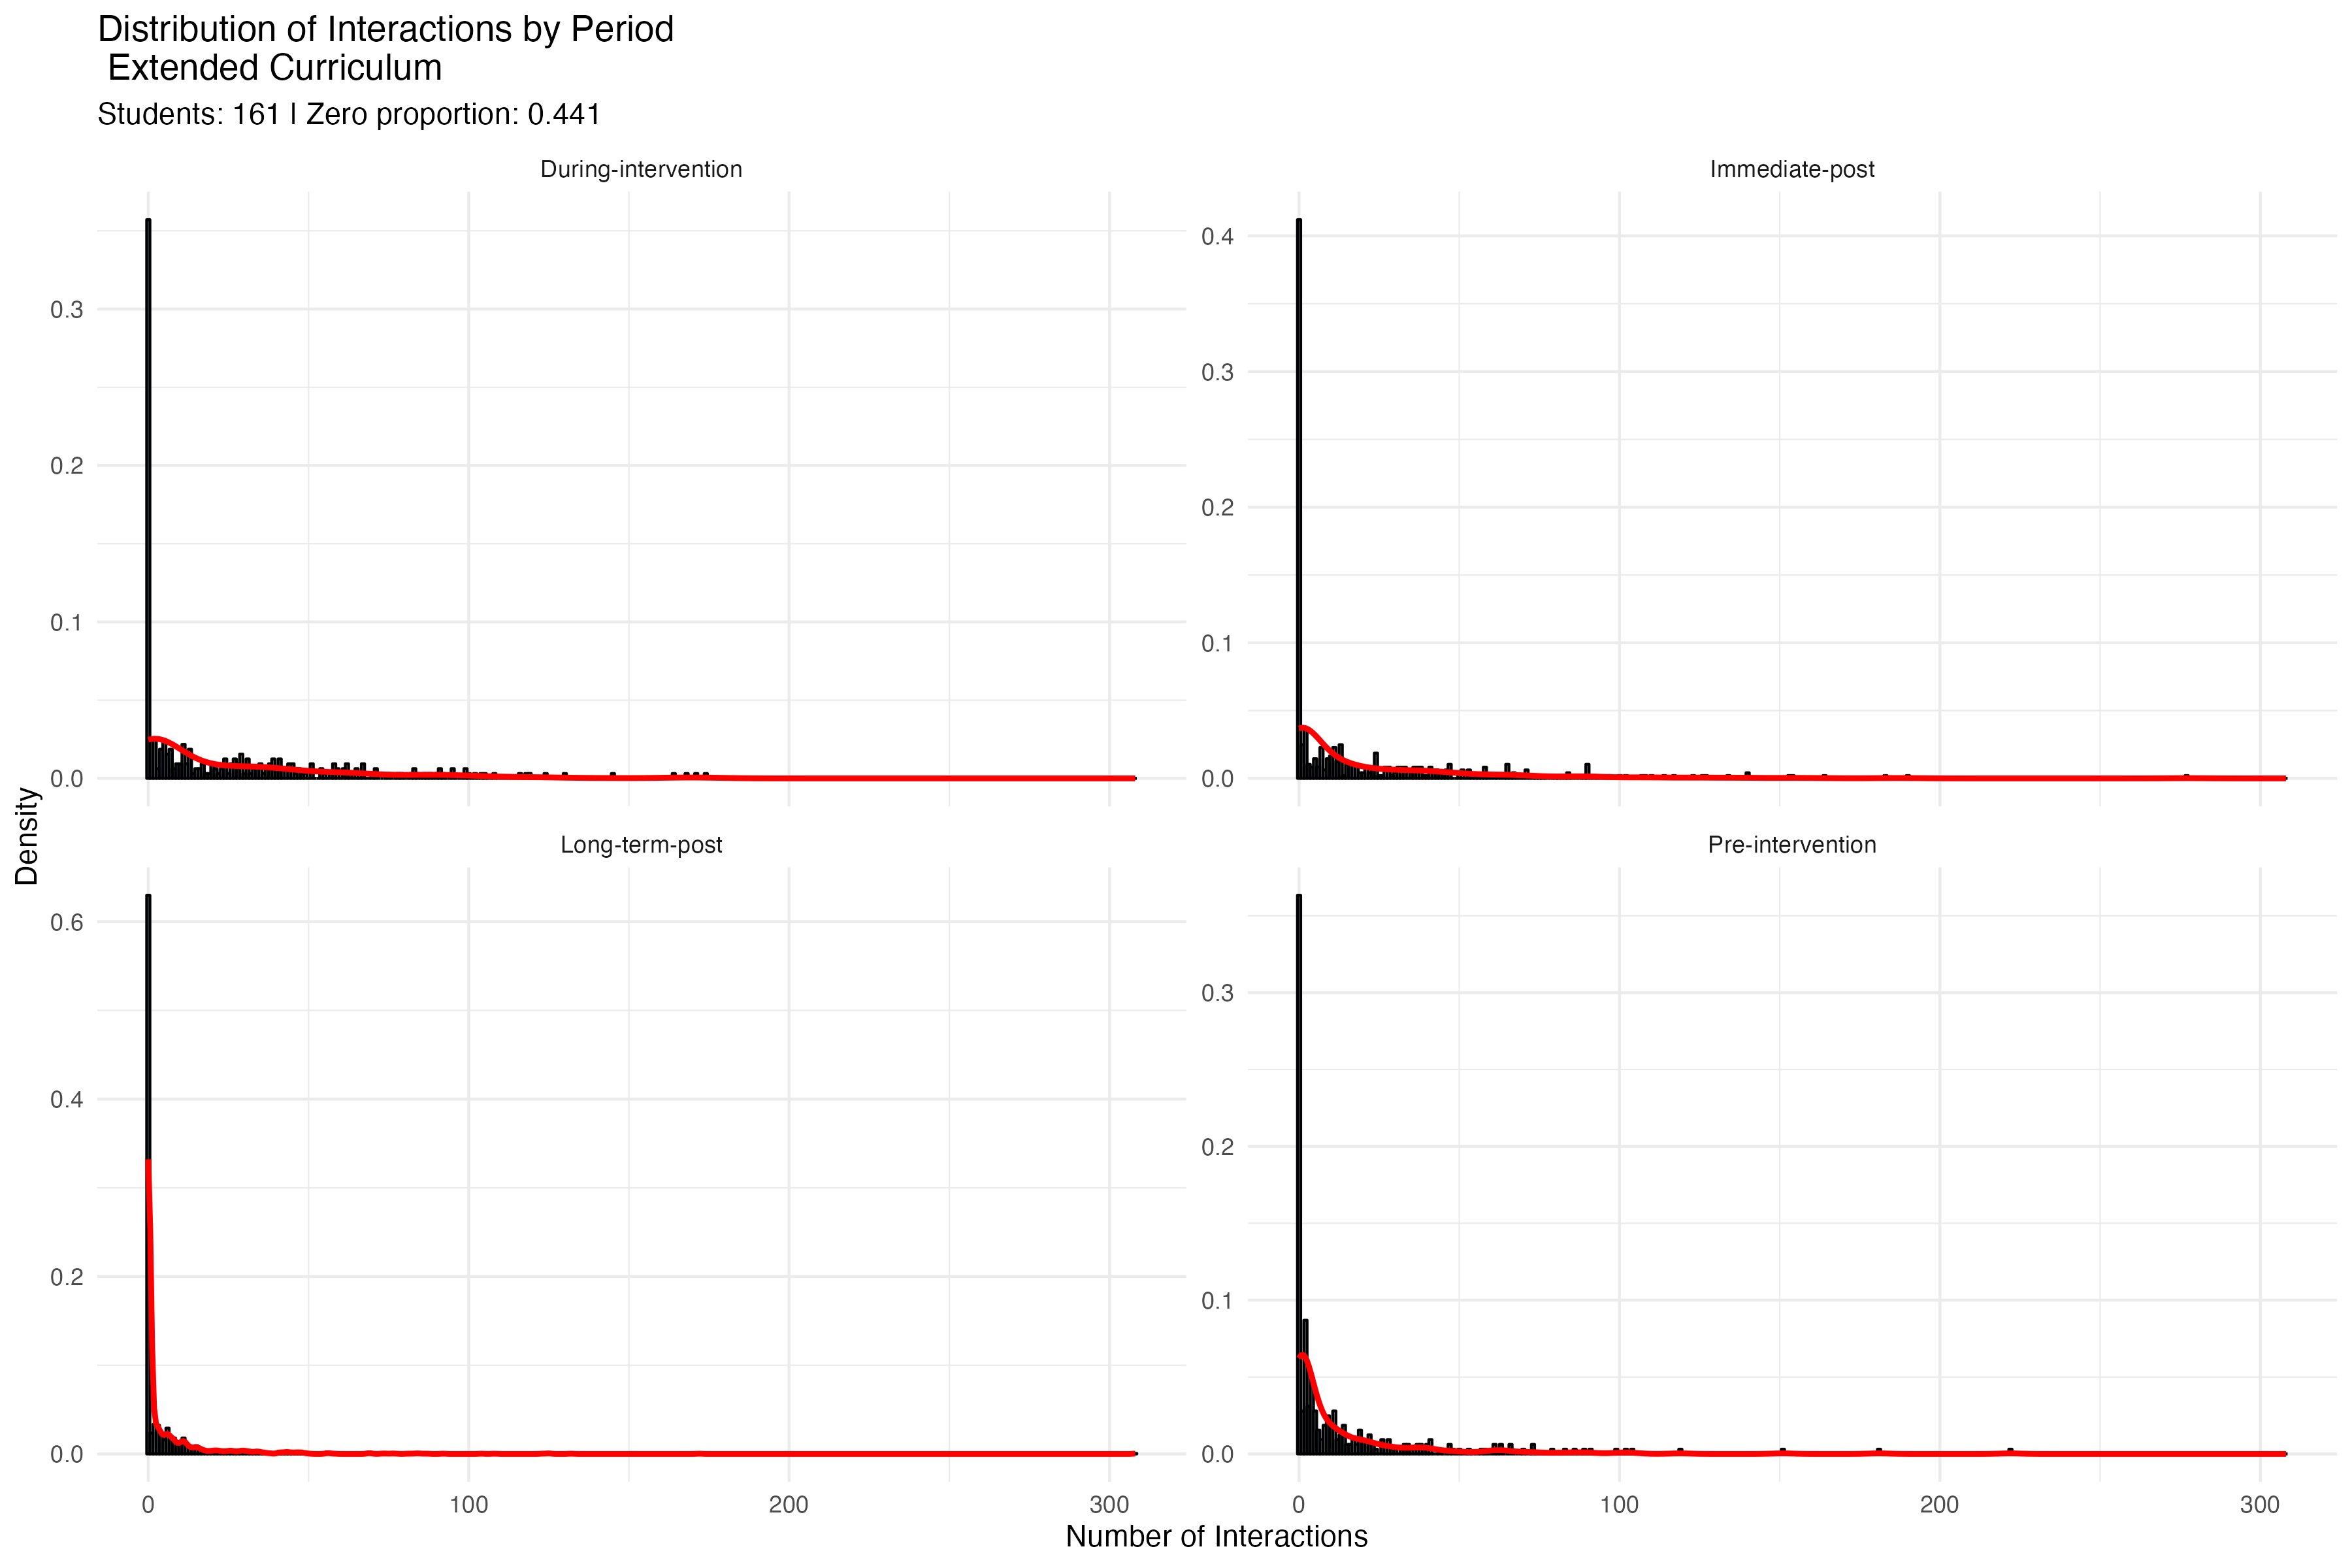 Distribution of Interactions by Period
Extended Curriculum
Students: 161 | Zero proportion: 0.441
During-intervention
Immediate-post
0.3
0.2
0.1
0.0
0.4
0.3
0.2
0.1
0.0
Long-term-post
Pre-intervention
0.6
0.4
0.2
0.0
0.3
0.2
0.1
0.0
0 100 200 300
0 100 200 300
Number of Interactions
Density